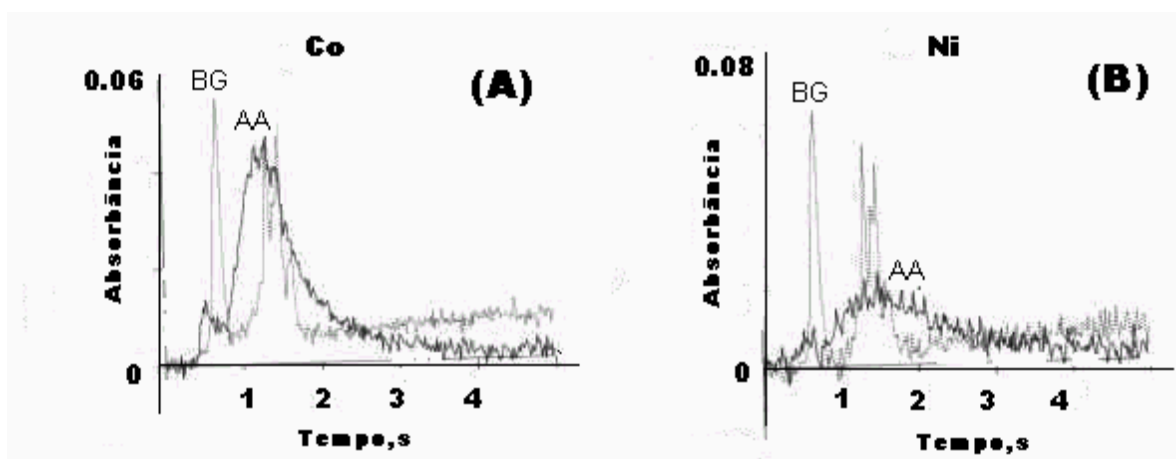 Co
(A)
0.06
BG
AA
Absorbância
0
1 2 3 4
Tempo,s
Ni
(B)
0.08
BG
AA
Absorbância
0
1 2 3 4
Tempo,s